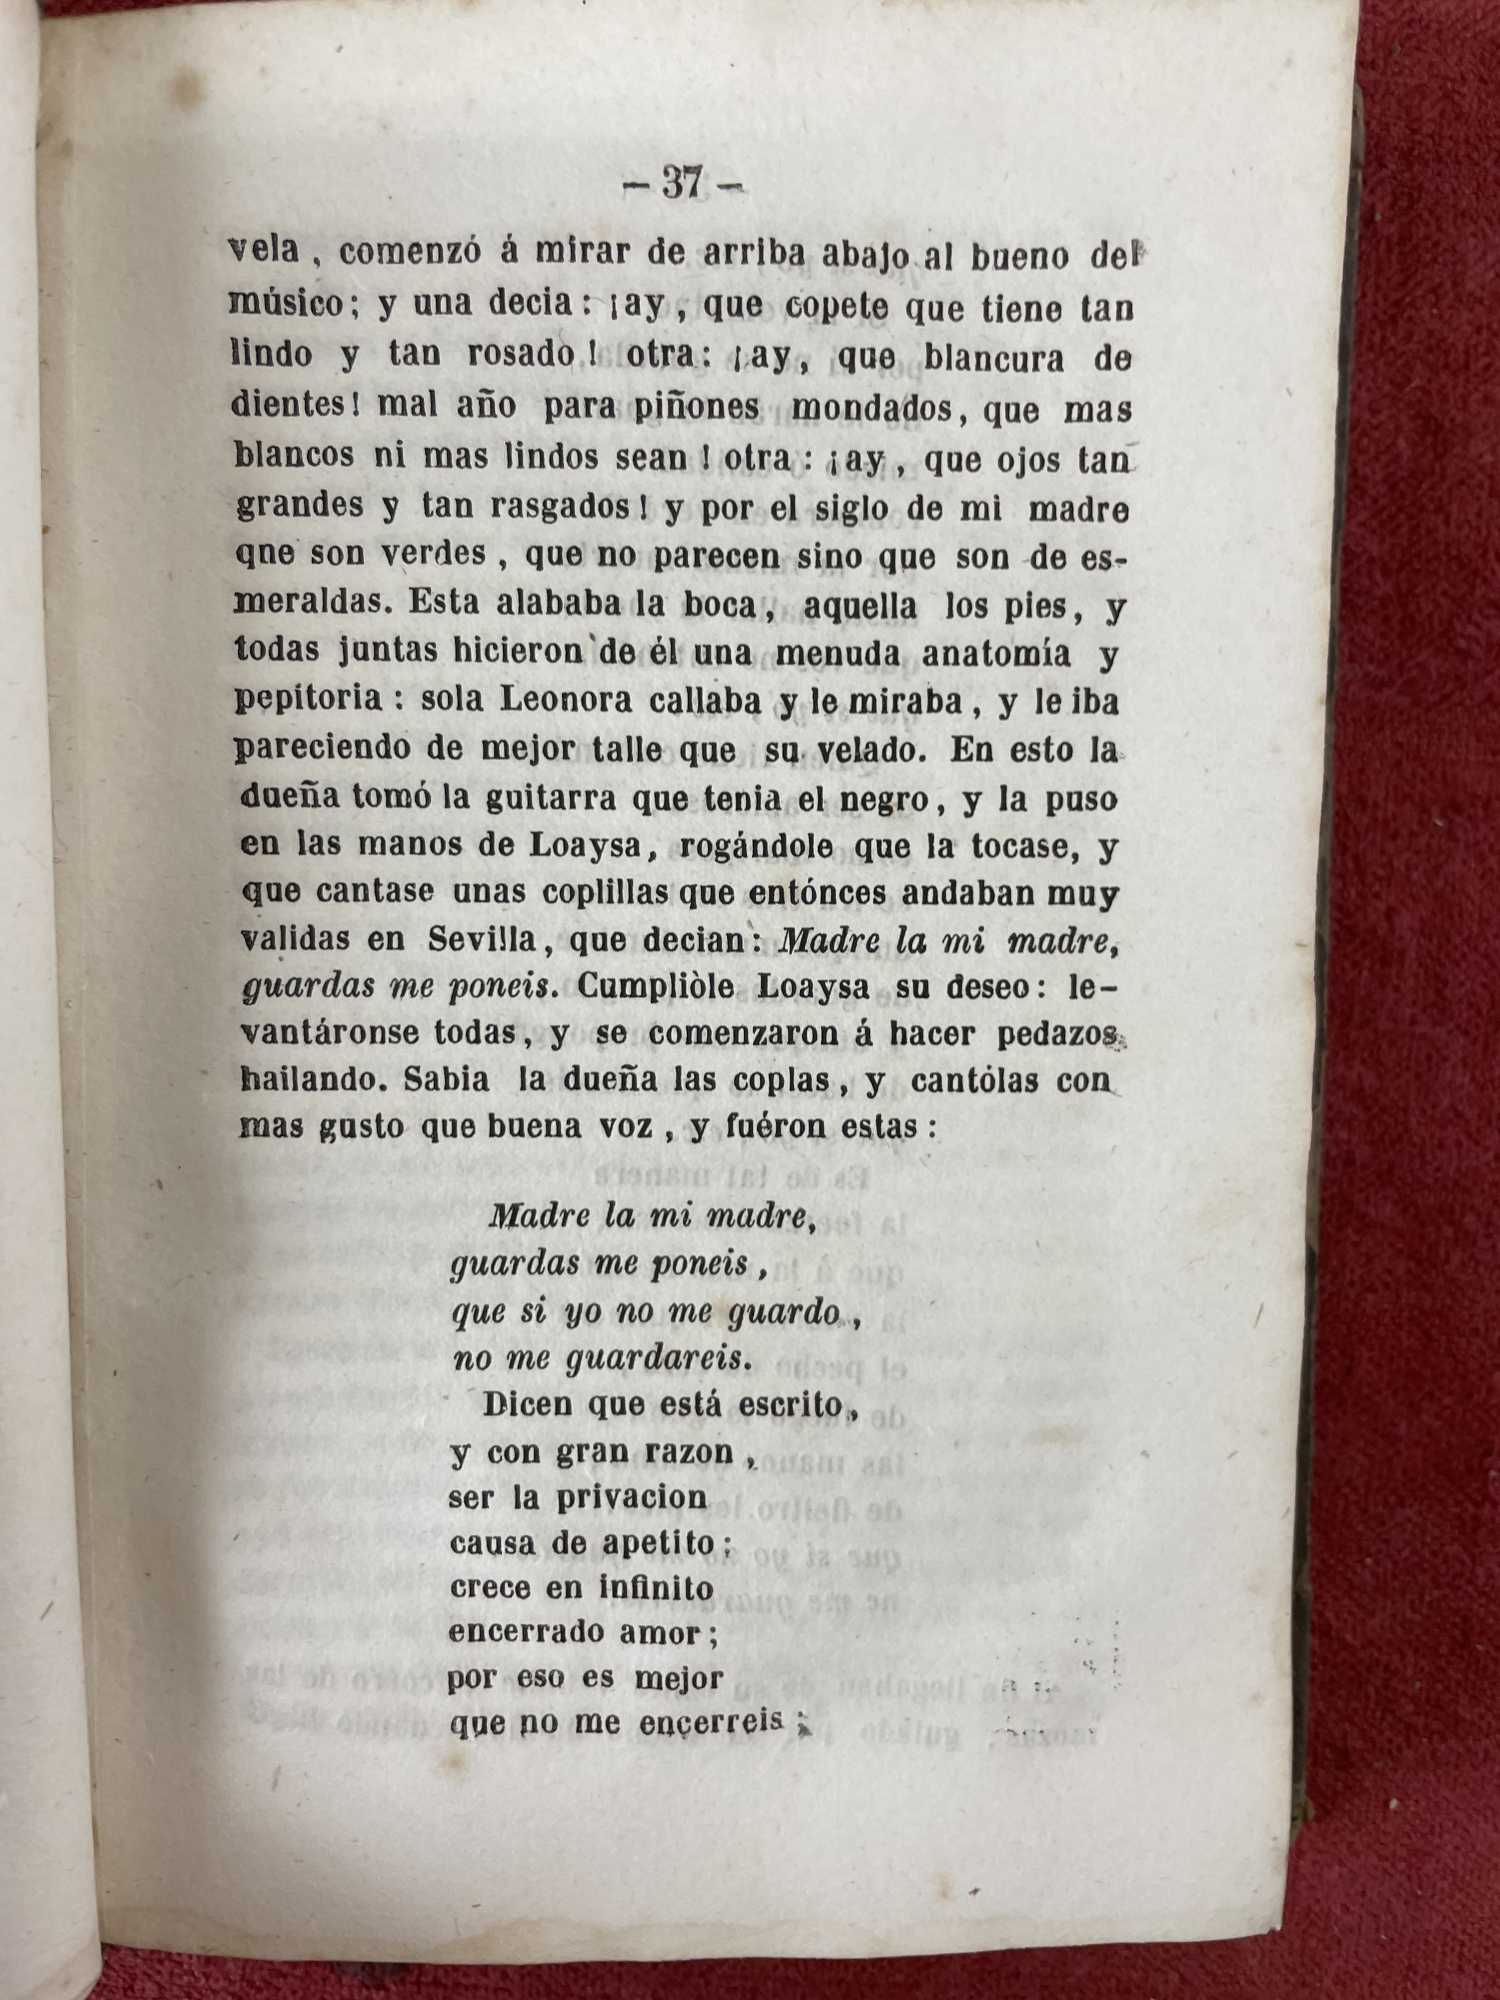 — 37 —
vela, comenzó á mirar de arriba abajo al bueno del
músico; y una decia: ¡ay, que copete que tiene tan
lindo y tan rosado! otra: ¡ay, que blancura de
dientes! mal año para piñones mondados, que mas
blancos ni mas lindos sean! otra: ¡ay, que ojos tan
grandes y tan rasgados! y por el siglo de mi madre
qne son verdes, que no parecen sino que son de es-
meraldas. Esta alababa la boca, aquella los pies, y
todas juntas hicieron de él una menuda anatomía y
pepitoria: sola Leonora callaba y le miraba, y le iba
pareciendo de mejor talle que su velado. En esto la
dueña tomó la guitarra que tenia el negro, y la puso
en las manos de Loaysa, rogándole que la tocase, y
que cantase unas coplillas que entónces andaban muy
validas en Sevilla, que decian: Madre la mi madre,
guardas me poneis. Cumpliòle Loaysa su deseo: le-
vantáronse todas, y se comenzaron á hacer pedazos
hailando. Sabia la dueña las coplas, y cantólas con
mas gusto que buena voz, y fuéron estas:
Madre la mi madre,
guardas me poneis,
que si yo no me guardo,
no me guardareis.
Dicen que está escrito,
y con gran razon,
ser la privacion
causa de apetito;
crece en infinito
encerrado amor;
por eso es mejor
que no me encerreis;